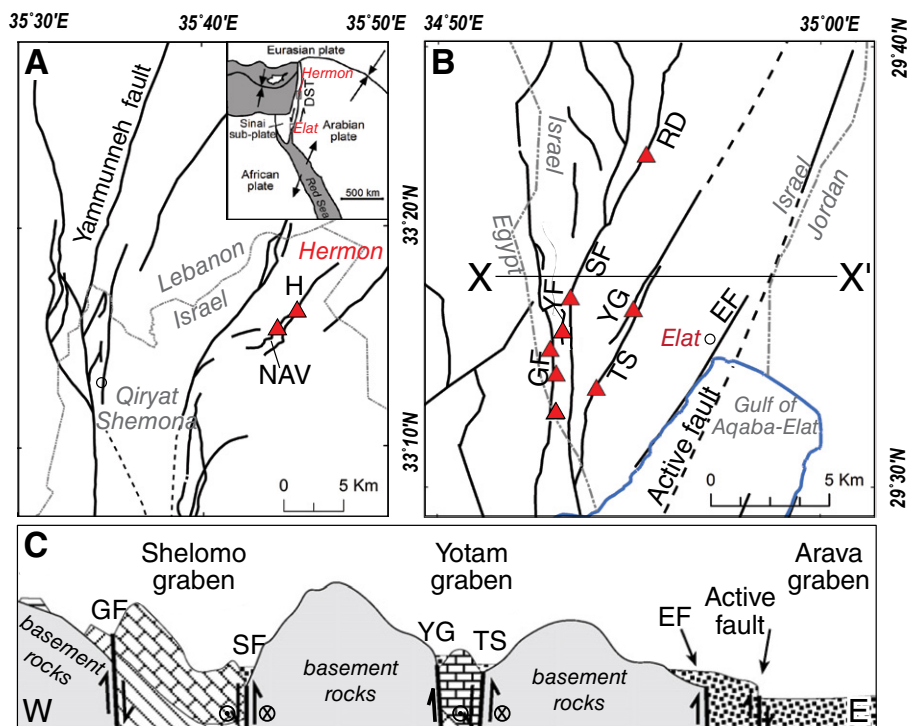 35°30'E
35°40'E
35°50'E
34°50'E
35°00'E
A
Yammunneh fault
Eurasian plate
Hermon
DST
Sinai
sub-plate
Elat
Arabian
plate
African
plate
Red Sea
500 km
Lebanon
Israel
Hermon
H
NAV
Qiryat
Shemona
0 5 Km
33°20'N
33°10'N
B
Israel
Egypt
RD
SF
YF
GF
YG
TS
X
X'
Israel
Jordan
EF
Elat
Active fault
Gulf of
Aqaba-Elat
0 5 Km
29°40'N
29°30'N
C
Shelomo
graben
Yotam
graben
Arava
graben
GF
SF
YG
TS
EF
Active
fault
basement
rocks
basement
rocks
basement
rocks
W
E